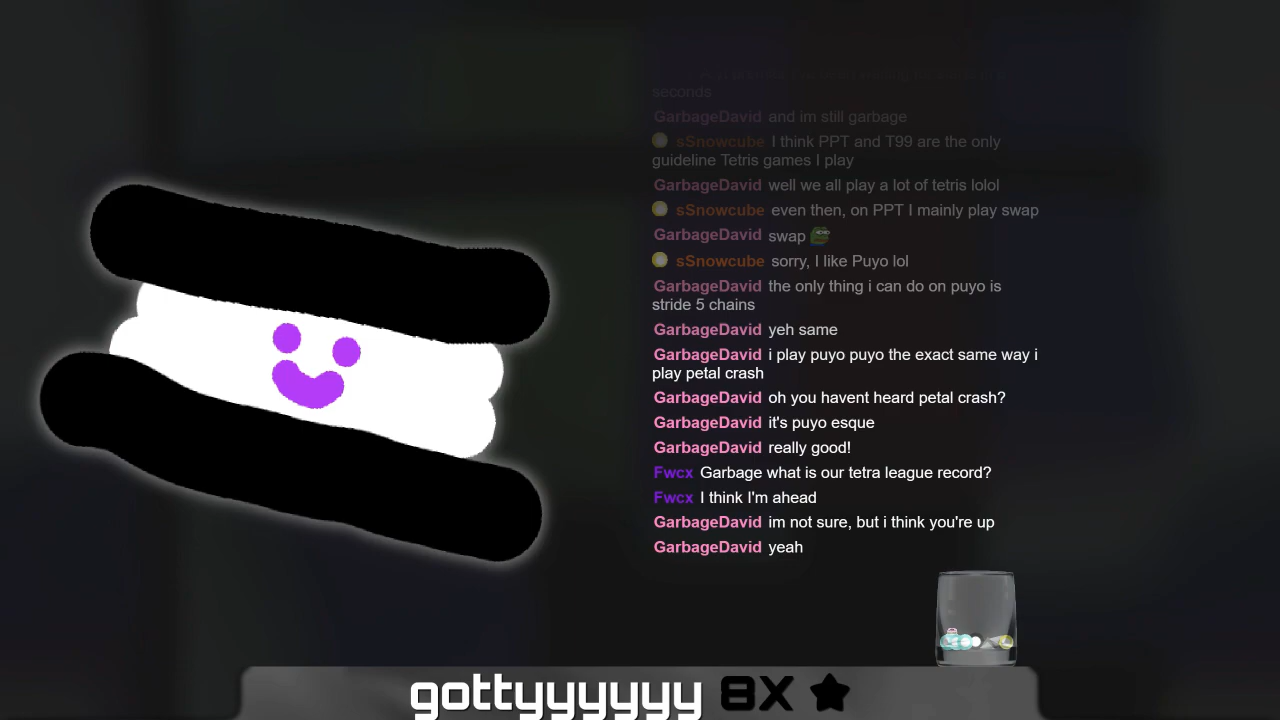 seconds
GarbageDavid and im still garbage
sSnowcube I think PPT and T99 are the only
guideline Tetris games I play
GarbageDavid well we all play a lot of tetris lolol
sSnowcube even then, on PPT I mainly play swap
GarbageDavid swap
sSnowcube sorry, I like Puyo lol
GarbageDavid the only thing i can do on puyo is
stride 5 chains
GarbageDavid yeh same
GarbageDavid i play puyo puyo the exact same way i
play petal crash
GarbageDavid oh you havent heard petal crash?
GarbageDavid it's puyo esque
GarbageDavid really good!
Fwcx Garbage what is our tetra league record?
Fwcx I think I'm ahead
GarbageDavid im not sure, but i think you're up
GarbageDavid yeah
gottyyyyyy 8X